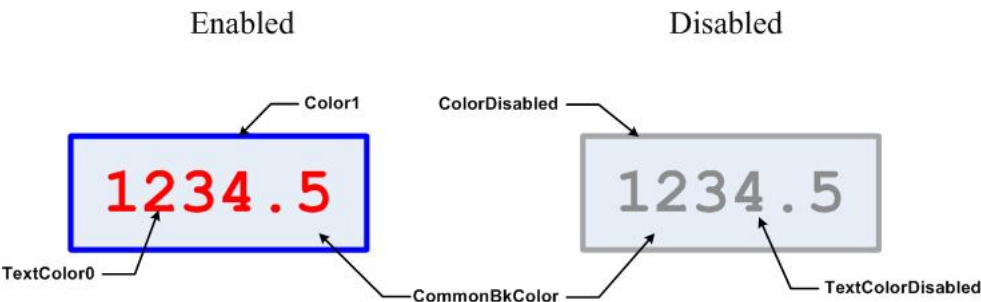 Enabled
Disabled
Color1
ColorDisabled
1234.5
1234.5
TextColor0
CommonBkColor
TextColorDisabled